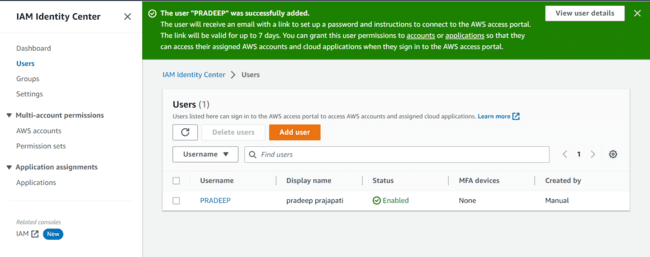 IAM Identity Center
Dashboard
Users
Groups
Settings
Multi-account permissions
AWS accounts
Permission sets
Application assignments
Applications
Related consoles
IAM New
The user "PRADEEP" was successfully added.
The user will receive an email with a link to set up a password and instructions to connect to the AWS access portal.
The link will be valid for up to 7 days. You can grant this user permissions to accounts or applications so that they
can access their assigned AWS accounts and cloud applications when they sign in to the AWS access portal.
View user details
IAM Identity Center > Users
Users (1)
Users listed here can sign in to the AWS access portal to access AWS accounts and assigned cloud applications. Learn more
Delete users Add user
Username Find users 1
Username Display name Status MFA devices Created by
PRADEEP pradeep prajapati Enabled None Manual